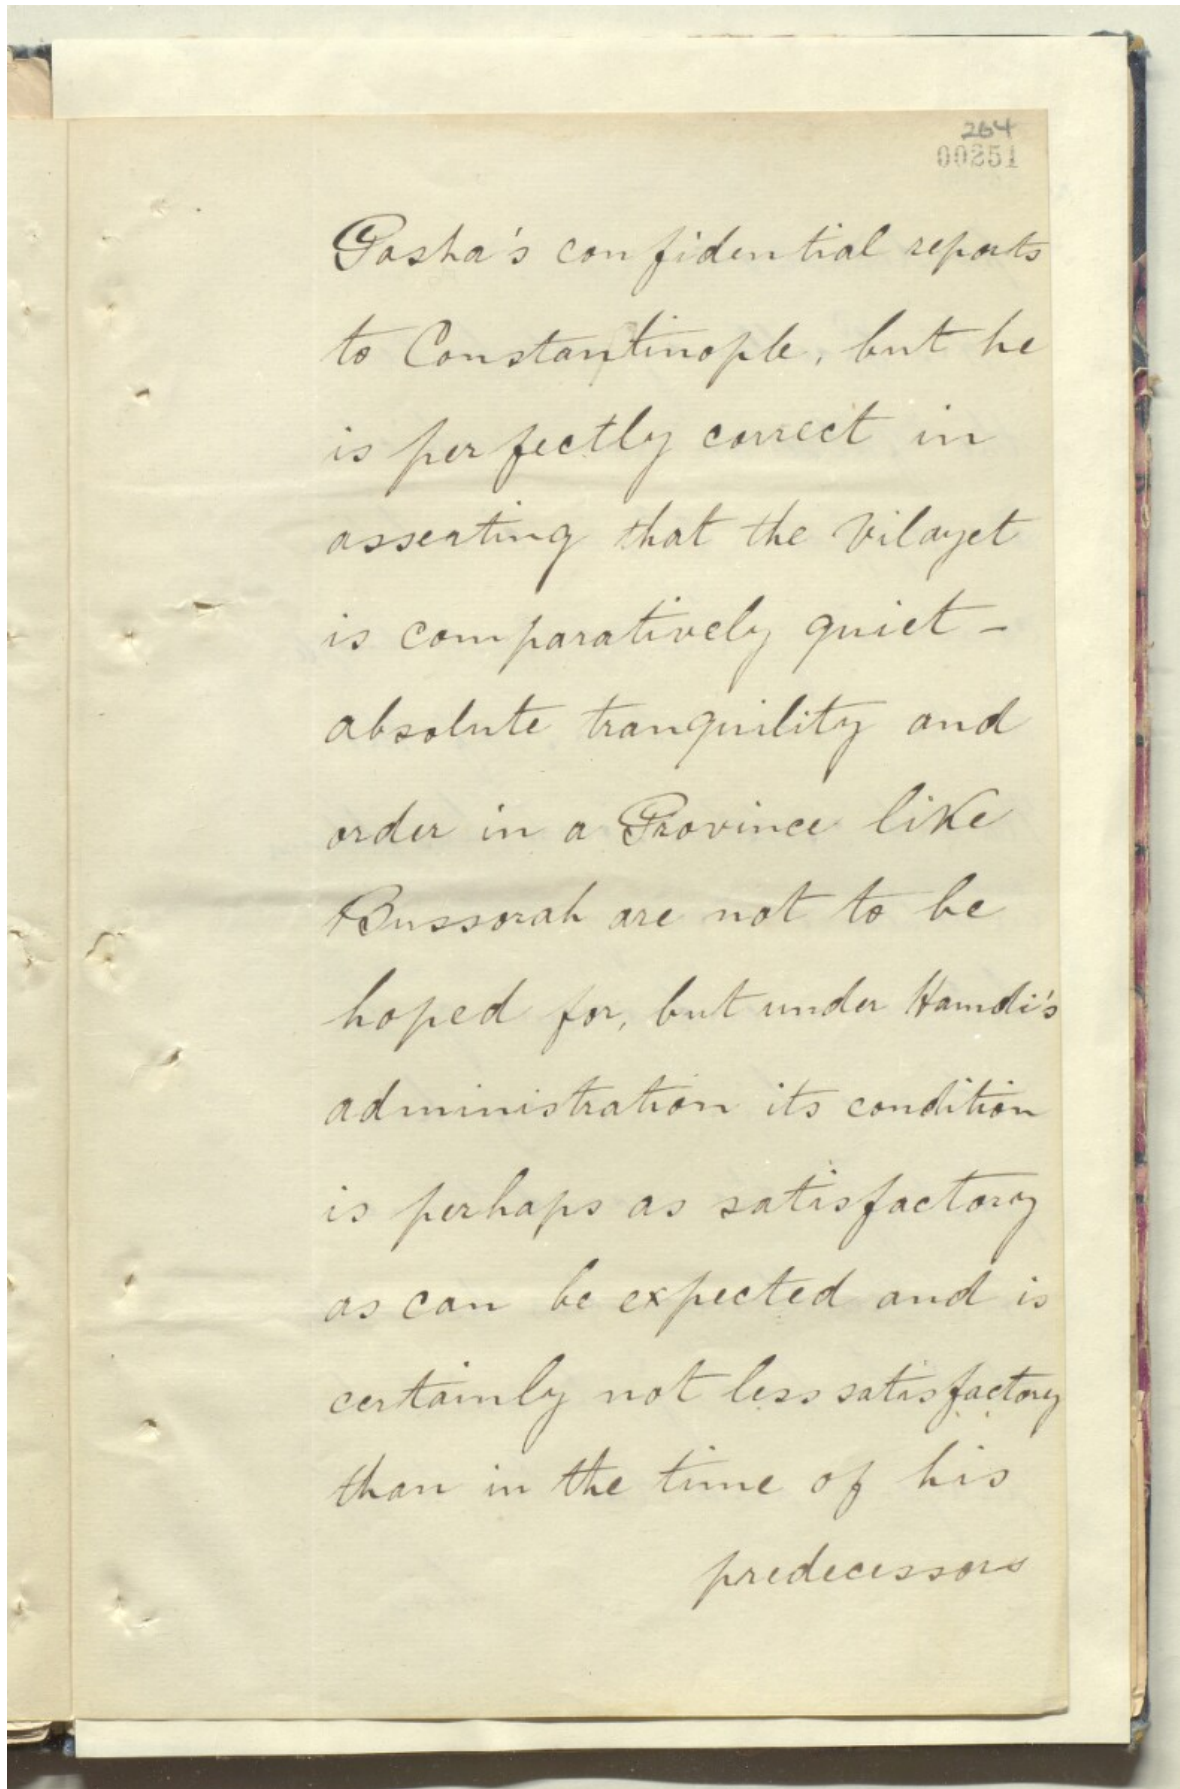 264
00251
Pasha's confidential reports
to Constantinople, but he
is perfectly correct in
asserting that the Vilayet
is comparatively quiet –
absolute tranquility and
order in a Province like
Bussorah are not to be
hoped for, but under Hamdi's
administration its condition
is perhaps as satisfactory
as can be expected and is
certainly not less satisfactory
than in the time of his
predecessors